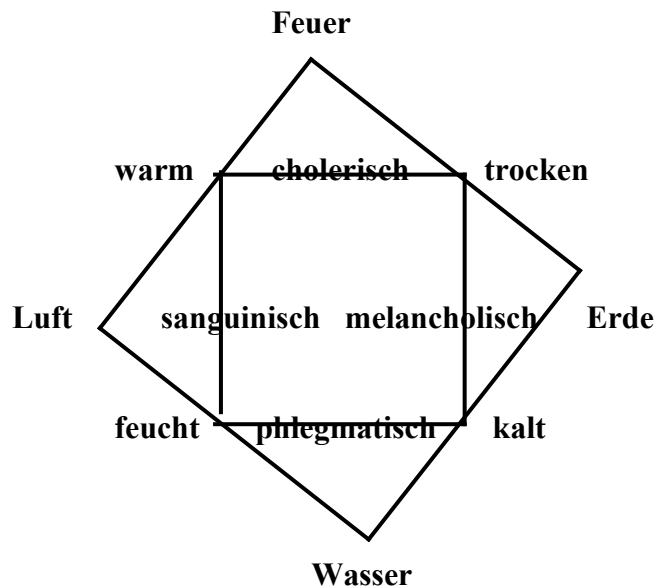 Feuer
warm cholerisch trocken
Luft sanguinisch melancholisch Erde
feucht phlegmatisch kalt
Wasser